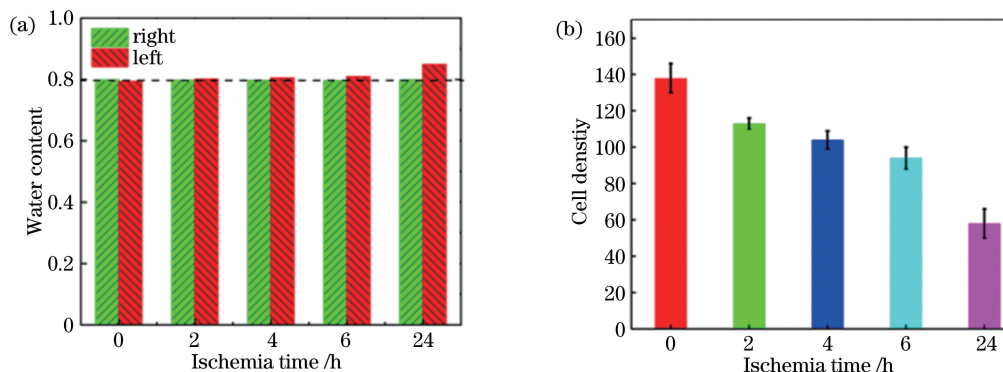 (a)
right
left
1.0
0.8
0.6
0.4
0.2
0
Water content
0 2 4 6 24
Ischemia time /h
(b)
160
140
120
100
80
60
40
20
0
Cell denstiy
0 2 4 6 24
Ischemia time /h